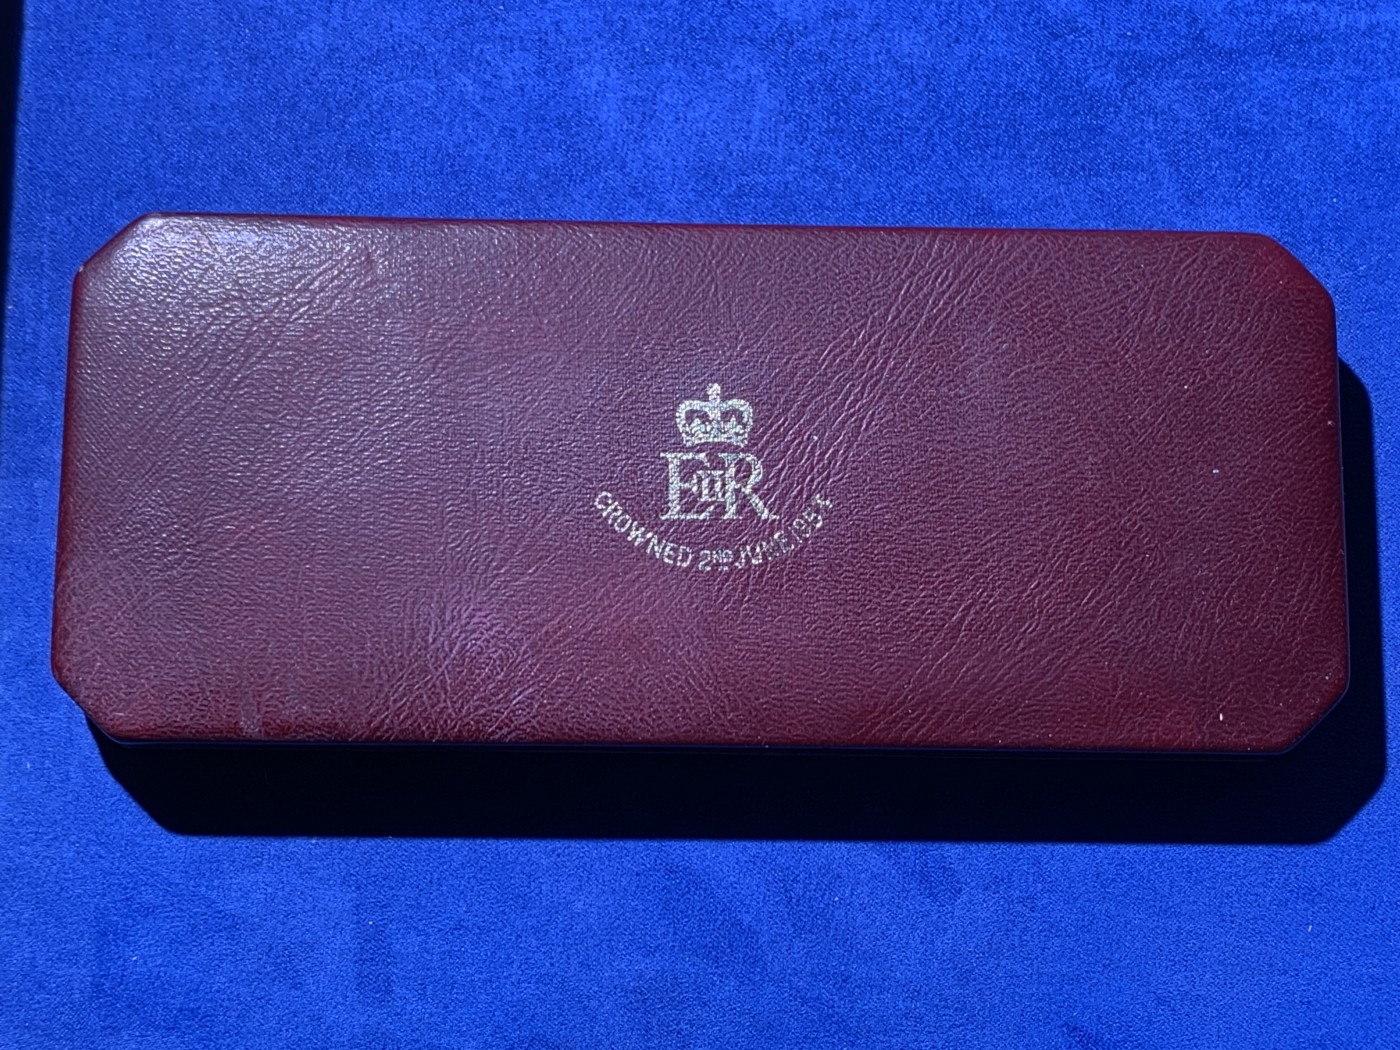 EIIR
CROWNED 2ND JUNE, 1953